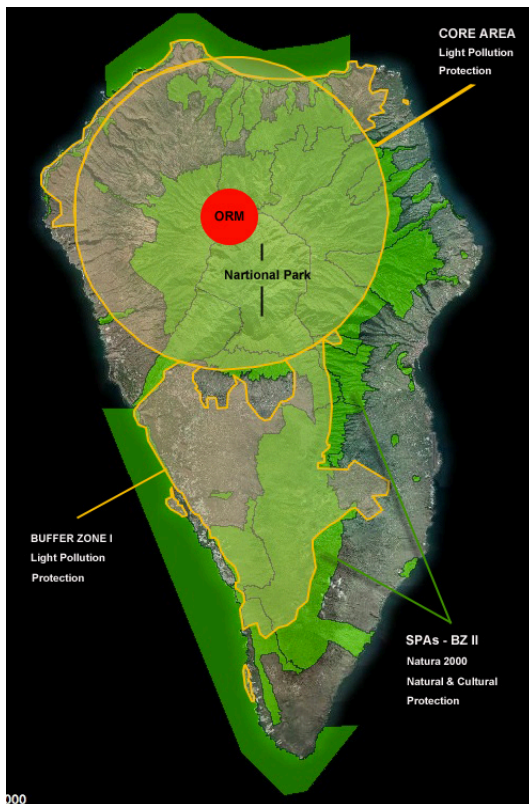 CORE AREA
Light Pollution
Protection
ORM
Nartional Park
BUFFER ZONE I
Light Pollution
Protection
SPAs - BZ II
Natura 2000
Natural & Cultural
Protection
000